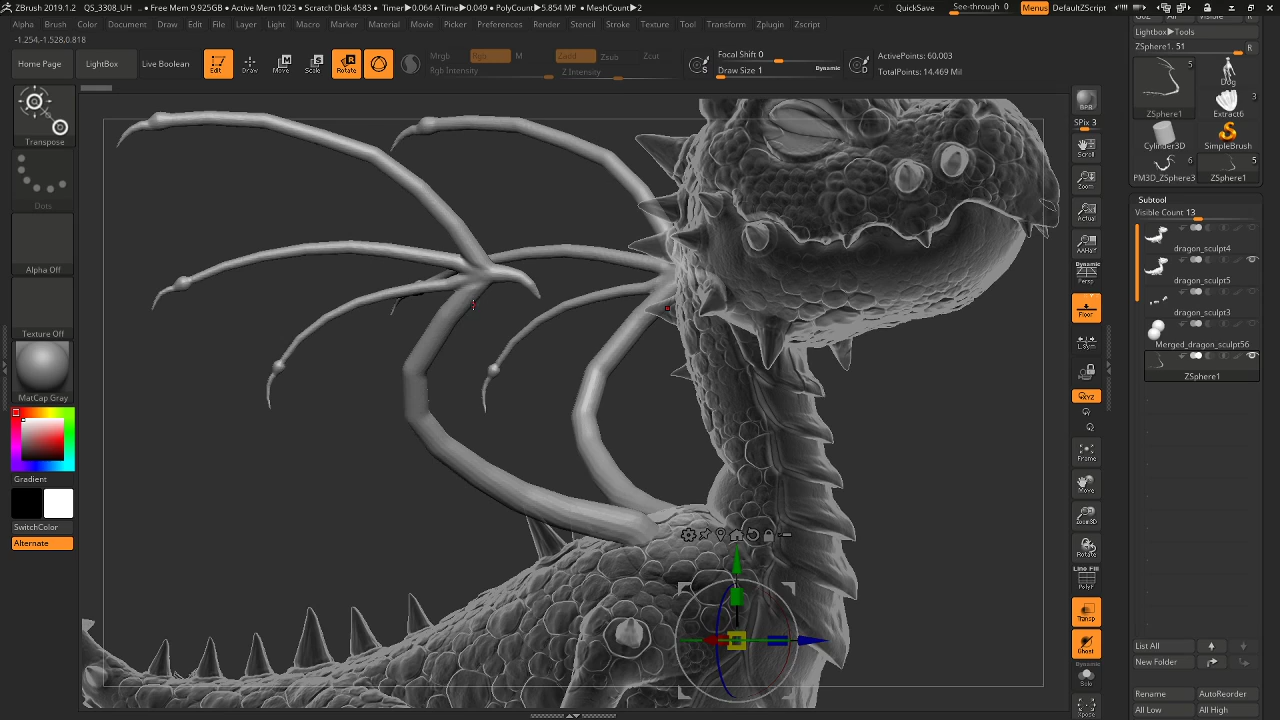 ZBrush 2019.1.2 QS_3308_UH .. • Free Mem 9.925GB • Active Mem 1023 • Scratch Disk 4583 • Timer▶0.064 ATime▶0.049 • PolyCount▶5.854 MP • MeshCount▶2 AC QuickSave See-through 0 Menus DefaultZScript
Alpha Brush Color Document Draw Edit File Layer Light Macro Marker Material Movie Picker Preferences Render Stencil Stroke Texture Tool Transform Zplugin Zscript
-1.254,-1.528,0.818
Home Page
LightBox
Live Boolean
Edit
Draw
Move
Scale
Rotate
Mrgb
Rgb
M
Rgb Intensity
Zadd
Zsub
Zcut
Z Intensity
S
Focal Shift 0
Draw Size 1
Dynamic
D
ActivePoints: 60,003
TotalPoints: 14.469 Mil
Transpose
Dots
Alpha Off
Texture Off
MatCap Gray
Gradient
SwitchColor
Alternate
BPR
SPix 3
Scroll
Zoom
Actual
AAHalf
Dynamic
Persp
Floor
L.Sym
XYZ
Frame
Move
Zoom3D
Rotate
Line Fill
PolyF
Transp
Ghost
Dynamic
Solo
Xpose
GoZ All Visible R
Lightbox▶Tools
ZSphere1. 51 R
5
ZSphere1
Dog
3
Extract6
Cylinder3D
SimpleBrush
6
PM3D_ZSphere3
5
ZSphere1
Subtool
Visible Count 13
dragon_sculpt4
dragon_sculpt5
dragon_sculpt3
Merged_dragon_sculpt56
ZSphere1
List All
New Folder
Rename
AutoReorder
All Low
All High